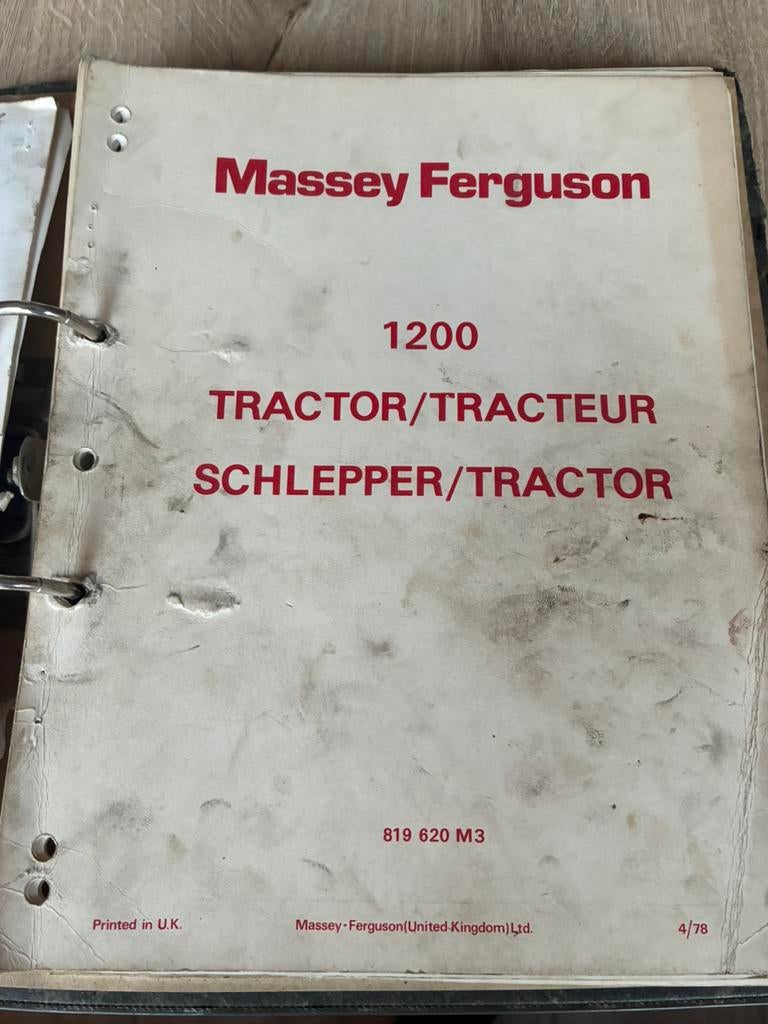 Massey Ferguson
1200
TRACTOR/TRACTEUR
SCHLEPPER/TRACTOR
819 620 M3
Printed in U.K. Massey-Ferguson(United Kingdom)Ltd. 4/78